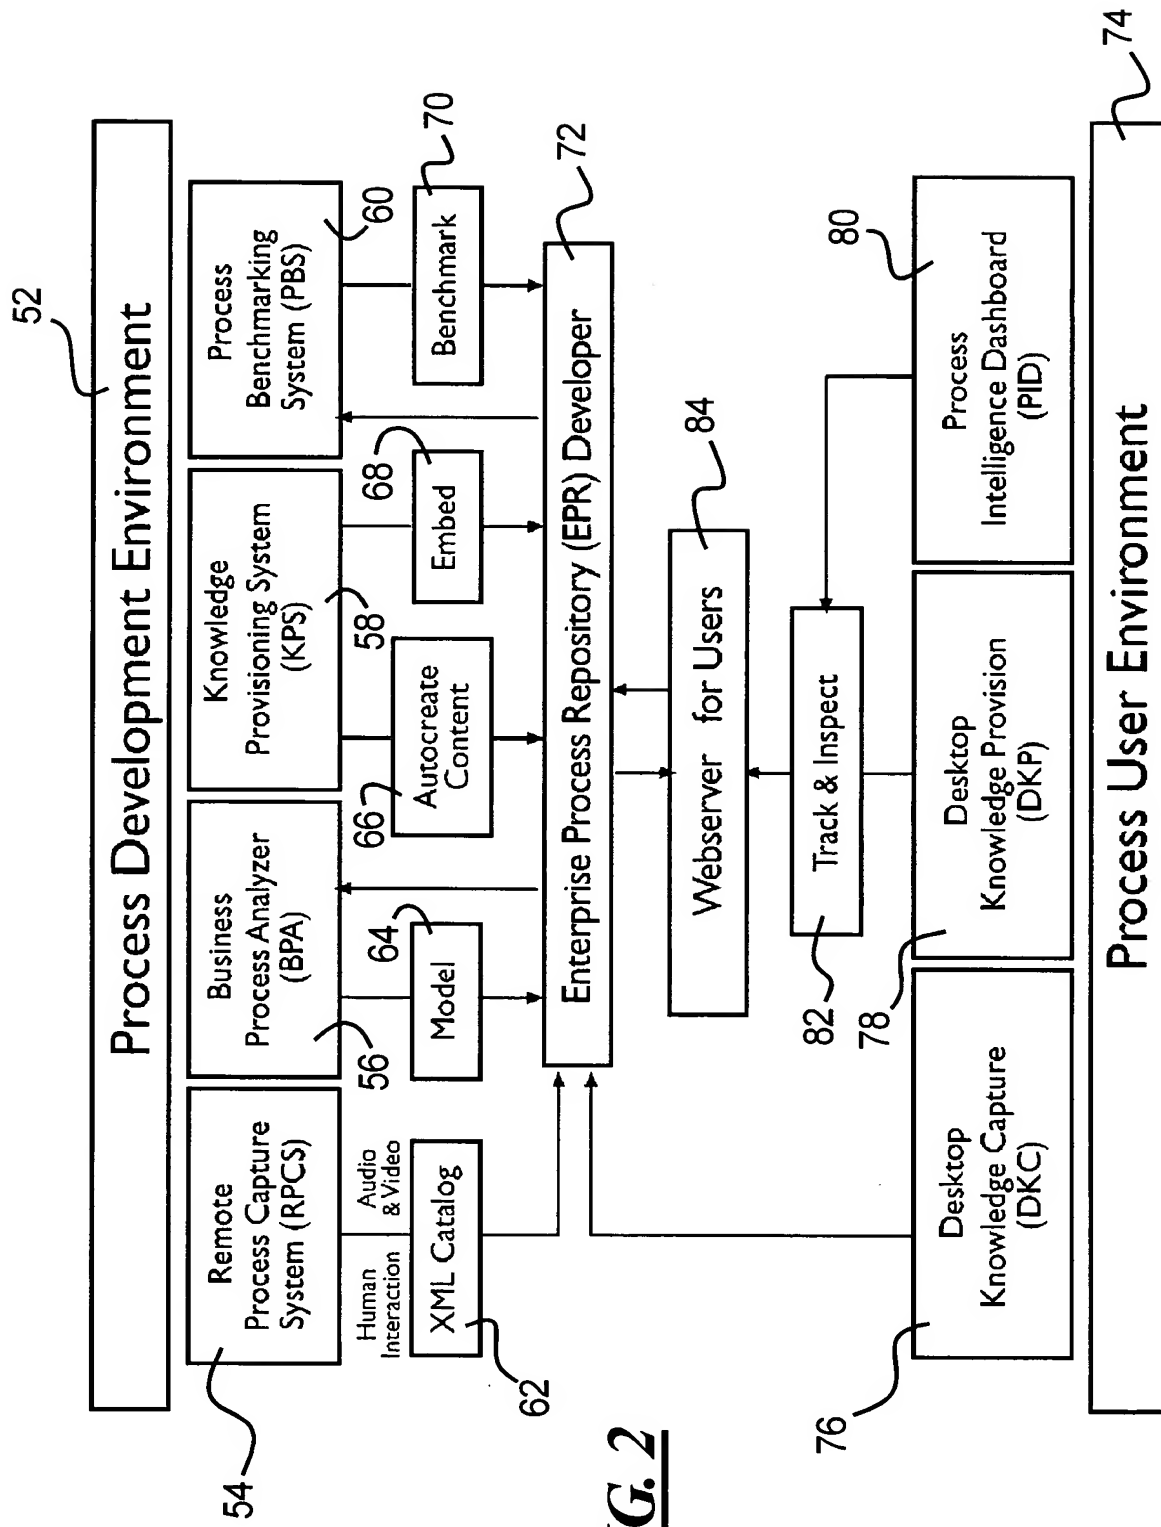 52
Process Development Environment
Remote
Process Capture
System (RPCS)
54
Business
Process Analyzer
(BPA)
56
Knowledge
Provisioning System
(KPS)
58
Process
Benchmarking
System (PBS)
60
Human
Interaction
Audio
& Video
XML Catalog
62
Model
64
Autocreate
Content
66
Embed
68
Benchmark
70
Enterprise Process Repository (EPR) Developer
72
Webserver for Users
84
Track & Inspect
82
Desktop
Knowledge Capture
(DKC)
76
Desktop
Knowledge Provision
(DKP)
78
Process
Intelligence Dashboard
(PID)
80
Process User Environment
74
G. 2